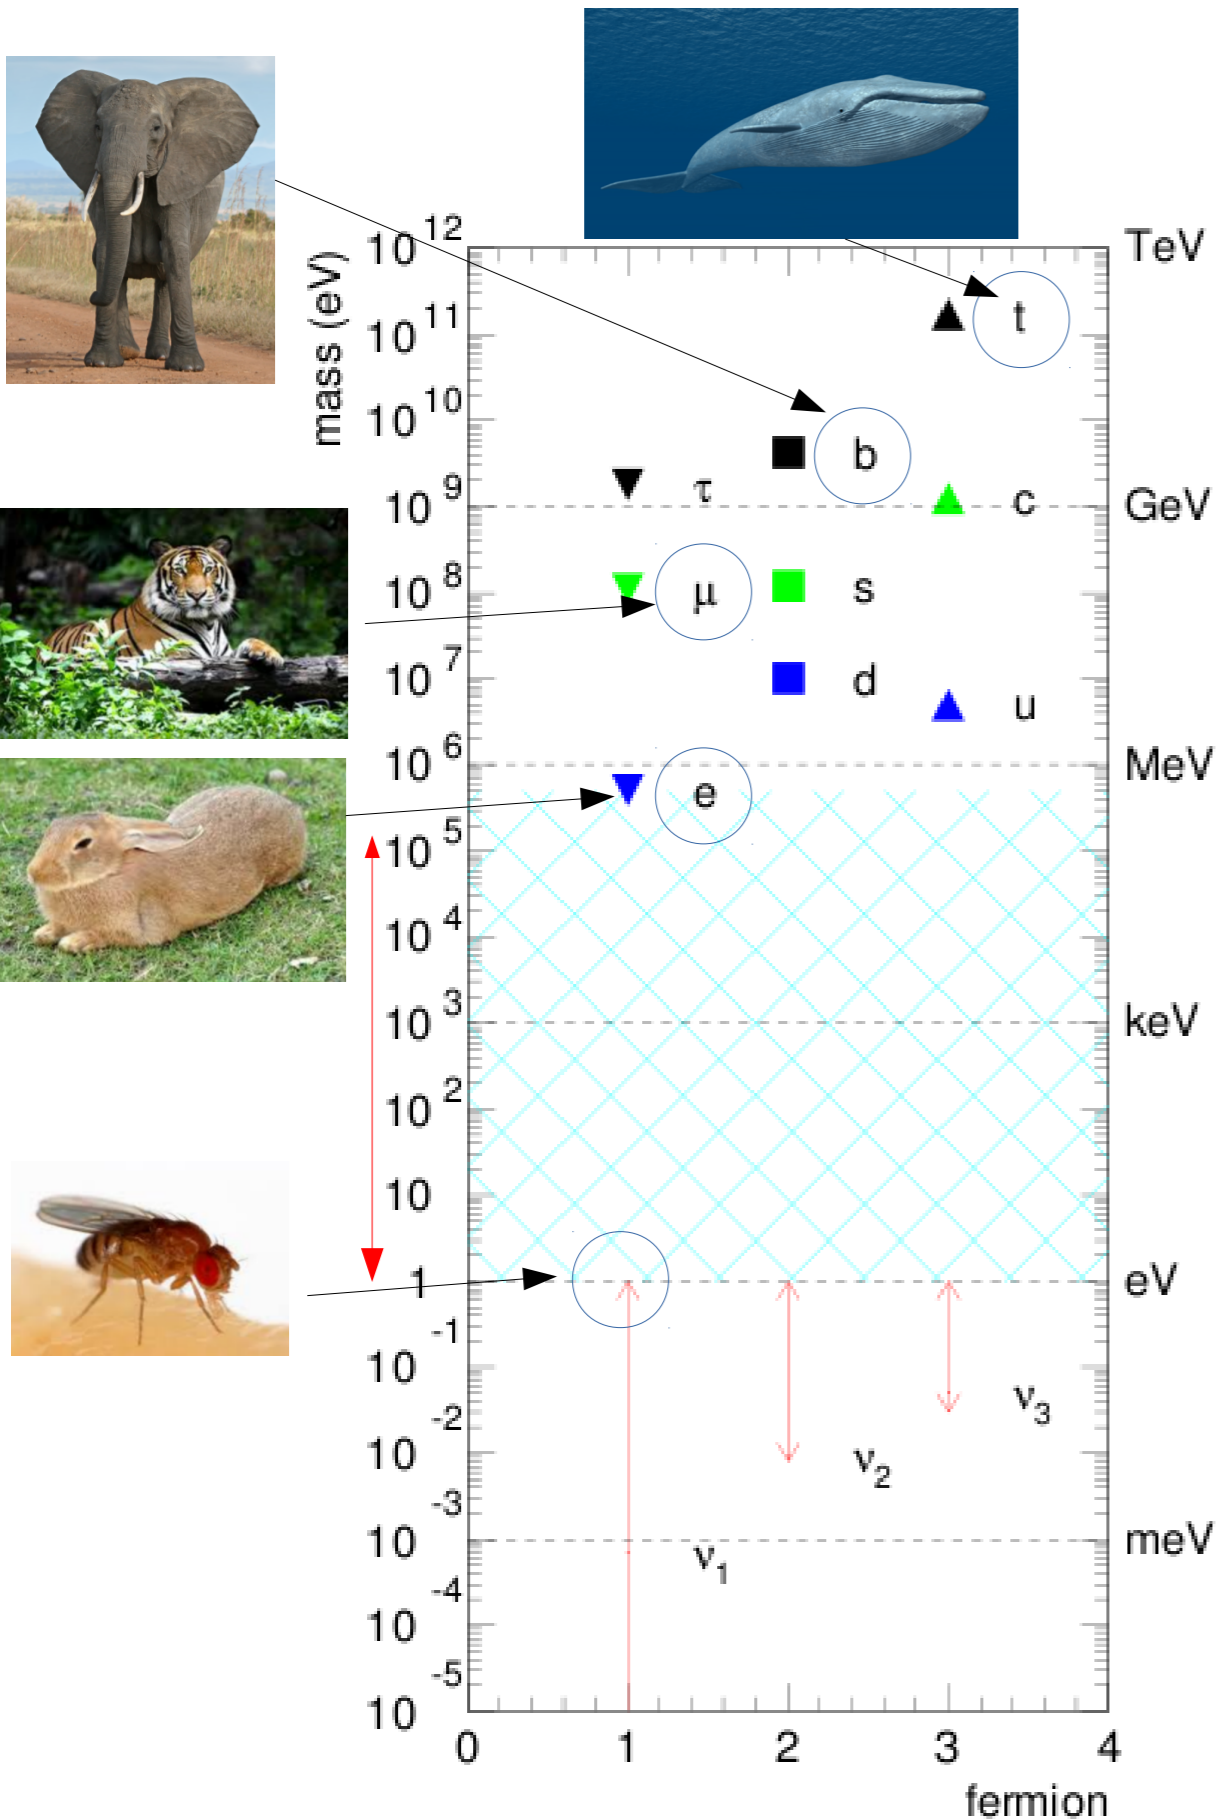 10 12 TeV
mass (eV)
t
10 11
10 10
b
τ
10 9 c GeV
10 8 μ s
10 7 d
u
10 6 MeV
e
10 5
10 4
10 3 keV
10 2
10
1 eV
10 -1
ν3
10 -2
ν2
10 -3 meV
ν1
10 -4
10 -5
0 1 2 3 4
fermion